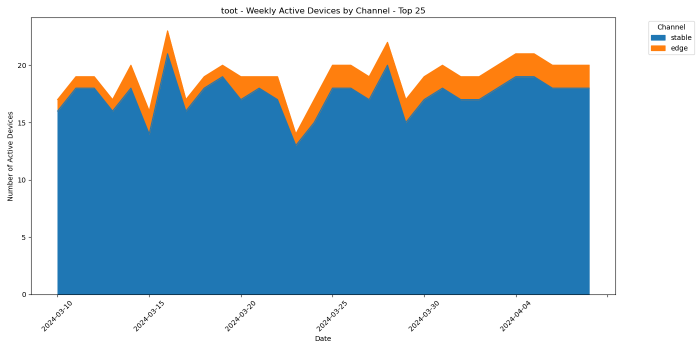 toot - Weekly Active Devices by Channel - Top 25
Channel
stable
edge
Number of Active Devices
20
15
10
5
0
2024-03-10
2024-03-15
2024-03-20
2024-03-25
2024-03-30
2024-04-04
Date